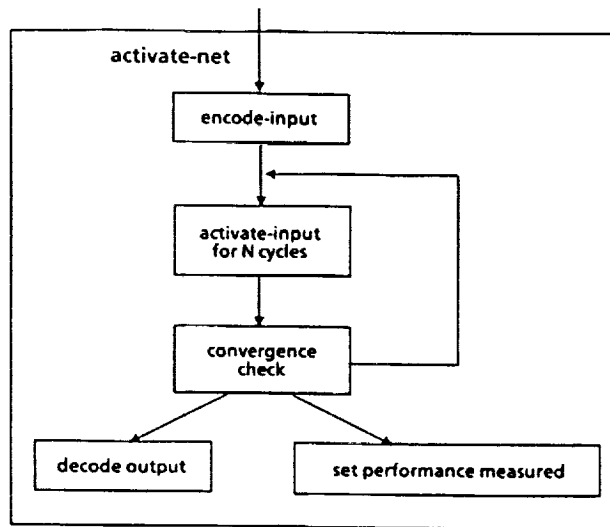 activate-net
encode-input
activate-input
for N cycles
convergence
check
decode output
set performance measured